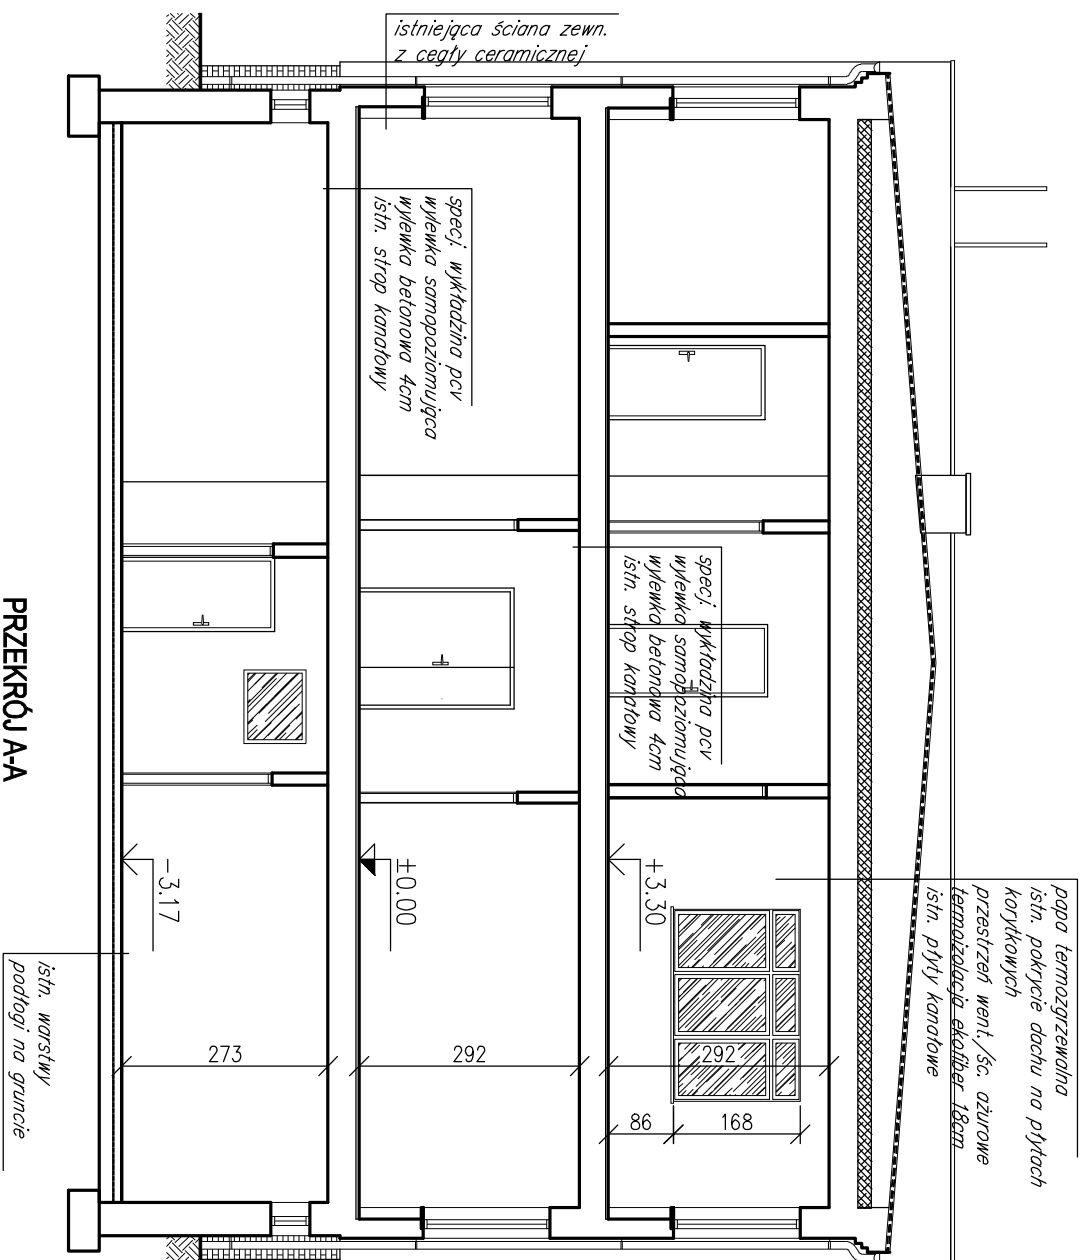 istniejąca ściana zewn.
z cegły ceramicznej
specj. wykładzina pcv
wylewka samopoziomująca
wylewka betonowa 4cm
istn. strop kanałowy
specj. wykładzina pcv
wylewka samopoziomująca
wylewka betonowa 4cm
istn. strop kanałowy
papa termozgrzewalna
istn. pokrycie dachu na płytach
korytkowych
przestrzeń went./śc. ażurowe
termoizolacja ekofiber 18cm
istn. płyty kanałowe
+3.30
±0.00
-3.17
273
292
292
86
168
istn. warstwy
podłogi na gruncie
PRZEKRÓJ A-A